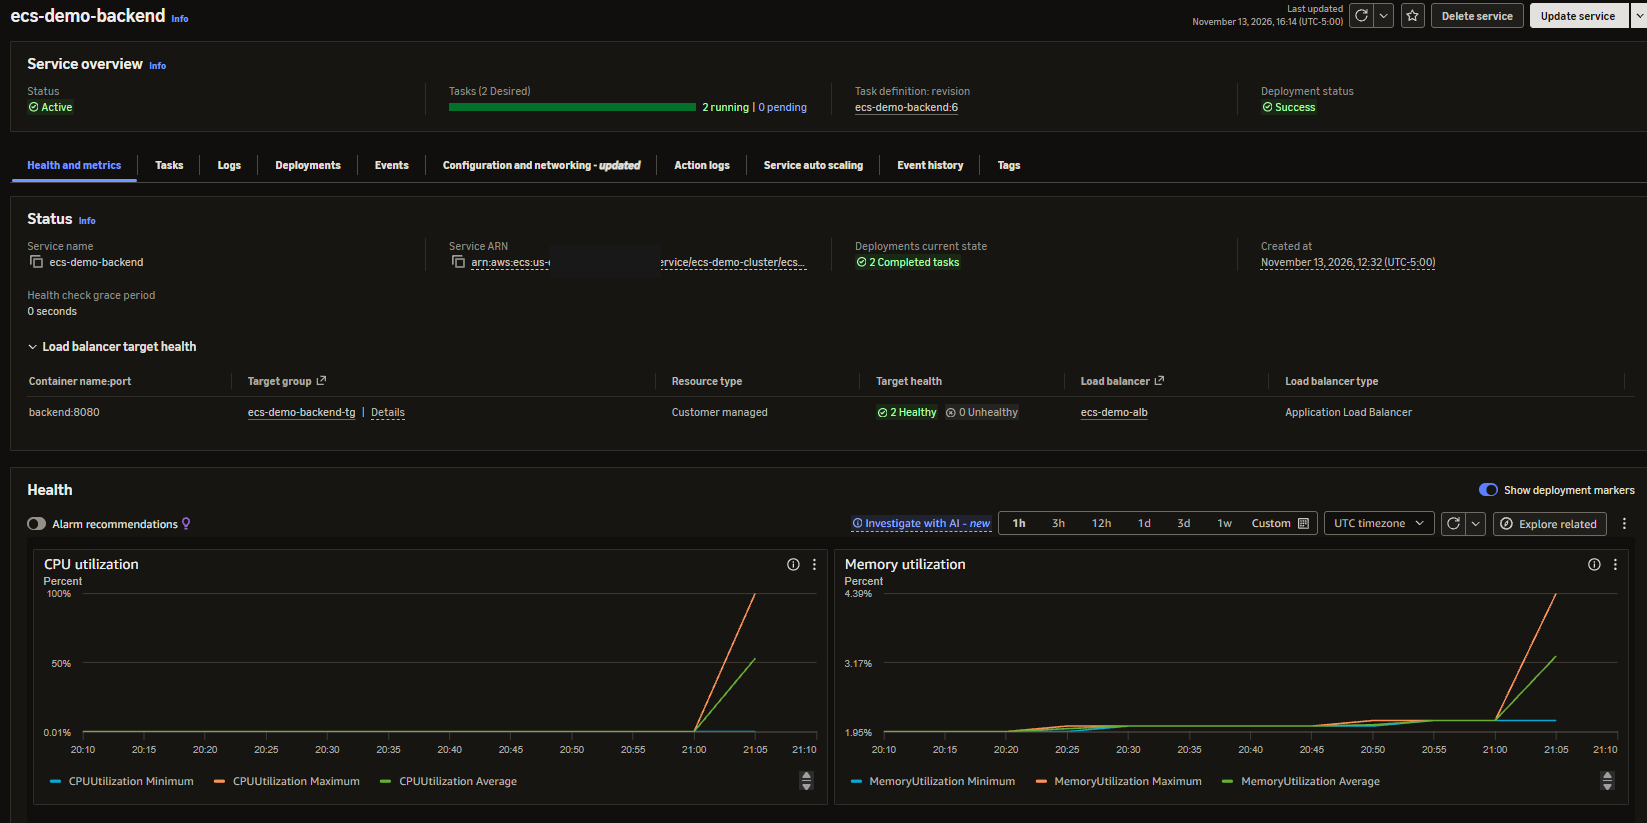 ecs-demo-backend Info
Last updated
November 13, 2026, 16:14 (UTC-5:00)
Delete service
Update service
Service overview Info
Status
Active
Tasks (2 Desired)
2 running | 0 pending
Task definition: revision
ecs-demo-backend:6
Deployment status
Success
Health and metrics
Tasks
Logs
Deployments
Events
Configuration and networking - updated
Action logs
Service auto scaling
Event history
Tags
Status Info
Service name
ecs-demo-backend
Service ARN
arn:aws:ecs:us- ervice/ecs-demo-cluster/ecs...
Deployments current state
2 Completed tasks
Created at
November 13, 2026, 12:32 (UTC-5:00)
Health check grace period
0 seconds
Load balancer target health
Container name:port
Target group
Resource type
Target health
Load balancer
Load balancer type
backend:8080
ecs-demo-backend-tg | Details
Customer managed
2 Healthy
0 Unhealthy
ecs-demo-alb
Application Load Balancer
Health
Show deployment markers
Alarm recommendations
Investigate with AI - new
1h 3h 12h 1d 3d 1w Custom
UTC timezone
Explore related
CPU utilization
Percent
100%
50%
0.01%
20:10 20:15 20:20 20:25 20:30 20:35 20:40 20:45 20:50 20:55 21:00 21:05 21:10
CPUUtilization Minimum CPUUtilization Maximum CPUUtilization Average
Memory utilization
Percent
4.39%
3.17%
1.95%
20:10 20:15 20:20 20:25 20:30 20:35 20:40 20:45 20:50 20:55 21:00 21:05 21:10
MemoryUtilization Minimum MemoryUtilization Maximum MemoryUtilization Average